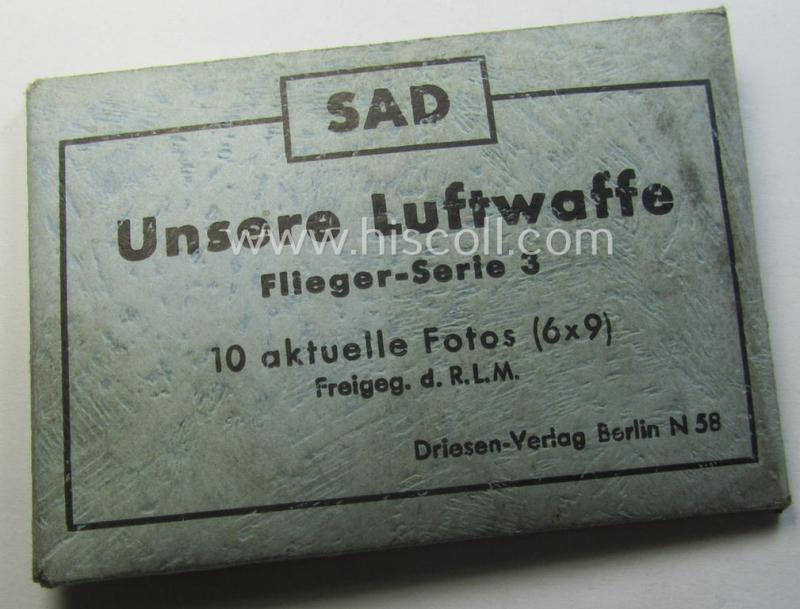 SAD
Unsere Luftwaffe
www.hiscoll.com
Flieger-Serie 3
10 aktuelle Fotos (6x9)
Freigeg. d. R.L.M.
Driesen-Verlag Berlin N 58